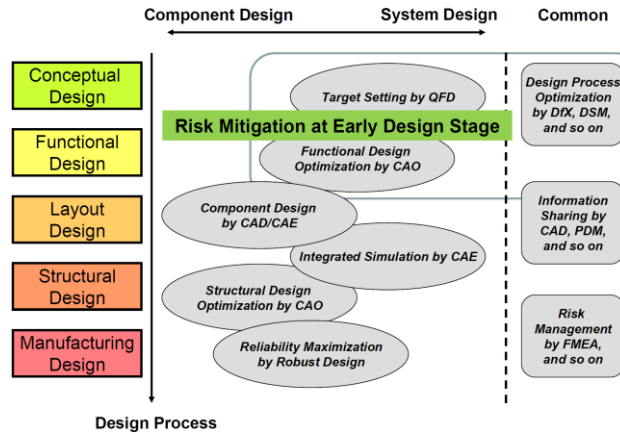 Component Design
System Design
Common
Conceptual
Design
Functional
Design
Layout
Design
Structural
Design
Manufacturing
Design
Target Setting by QFD
Risk Mitigation at Early Design Stage
Functional Design
Optimization by CAO
Component Design
by CAD/CAE
Integrated Simulation by CAE
Structural Design
Optimization by CAO
Reliability Maximization
by Robust Design
Design Process
Optimization
by DfX, DSM,
and so on
Information
Sharing by
CAD, PDM,
and so on
Risk
Management
by FMEA,
and so on
Design Process